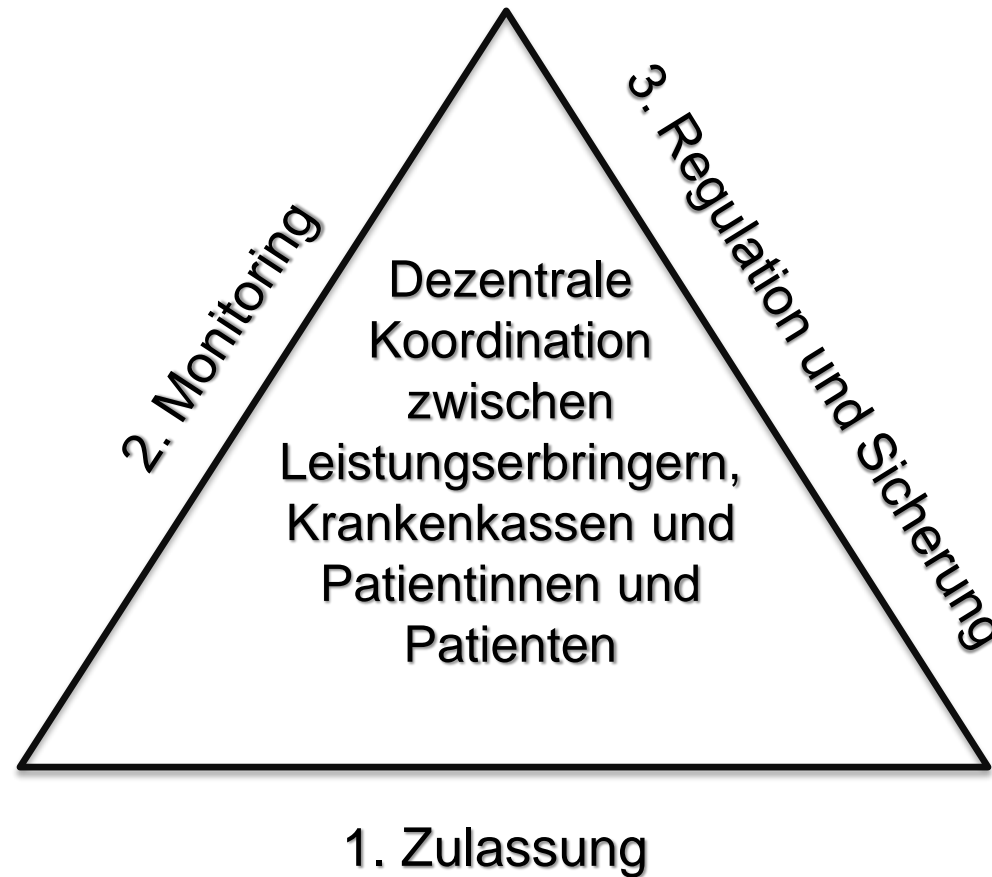 3. Regulation und Sicherung
2. Monitoring
Dezentrale
Koordination
zwischen
Leistungserbringern,
Krankenkassen und
Patientinnen und
Patienten
1. Zulassung